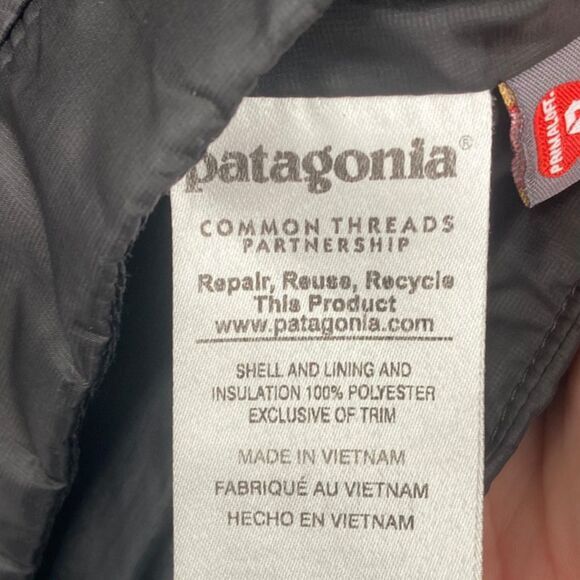 patagonia®
COMMON THREADS
PARTNERSHIP
Repair, Reuse, Recycle
This Product
www.patagonia.com
SHELL AND LINING AND
INSULATION 100% POLYESTER
EXCLUSIVE OF TRIM
MADE IN VIETNAM
FABRIQUÉ AU VIETNAM
HECHO EN VIETNAM
PRIMALOFT